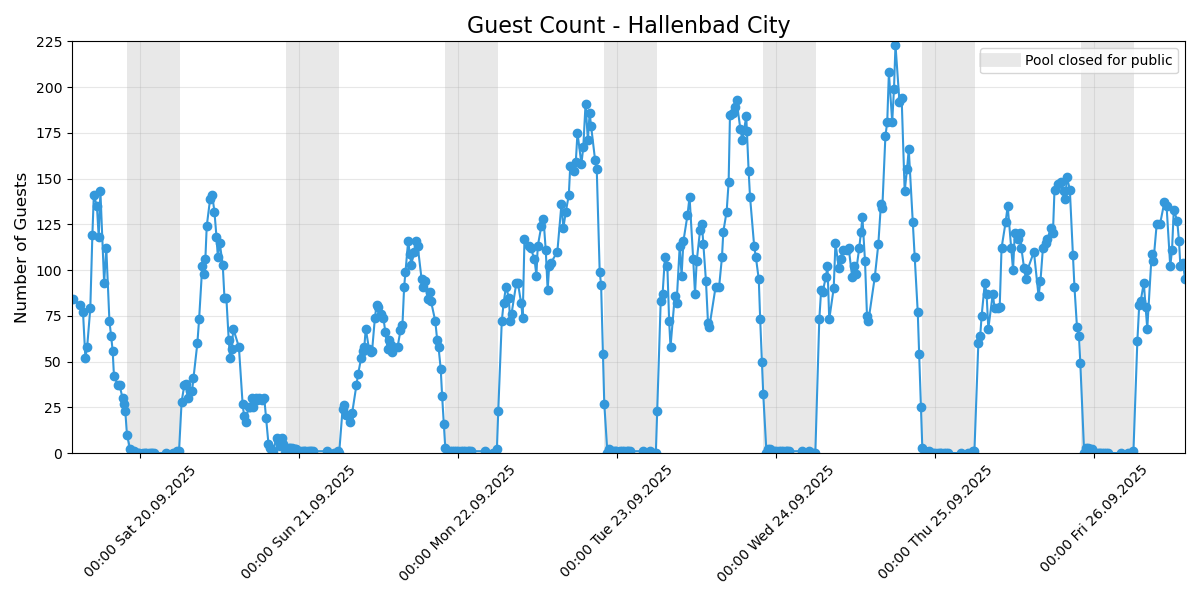 Guest Count - Hallenbad City
Pool closed for public
Number of Guests
225
200
175
150
125
100
75
50
25
0
00:00 Sat 20.09.2025
00:00 Sun 21.09.2025
00:00 Mon 22.09.2025
00:00 Tue 23.09.2025
00:00 Wed 24.09.2025
00:00 Thu 25.09.2025
00:00 Fri 26.09.2025